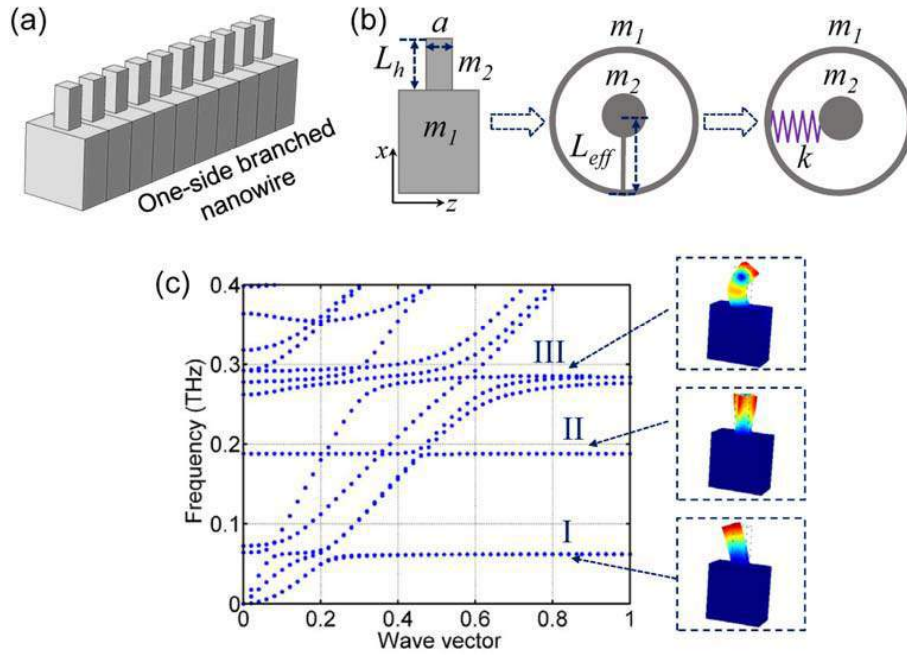 (a)
One-side branched
nanowire
(b)
a
L_h
m_2
m_1
x
z
m_1
m_2
L_eff
m_1
m_2
k
(c)
Frequency (THz)
0.4
0.3
0.2
0.1
0
III
II
I
0 0.2 0.4 0.6 0.8 1
Wave vector